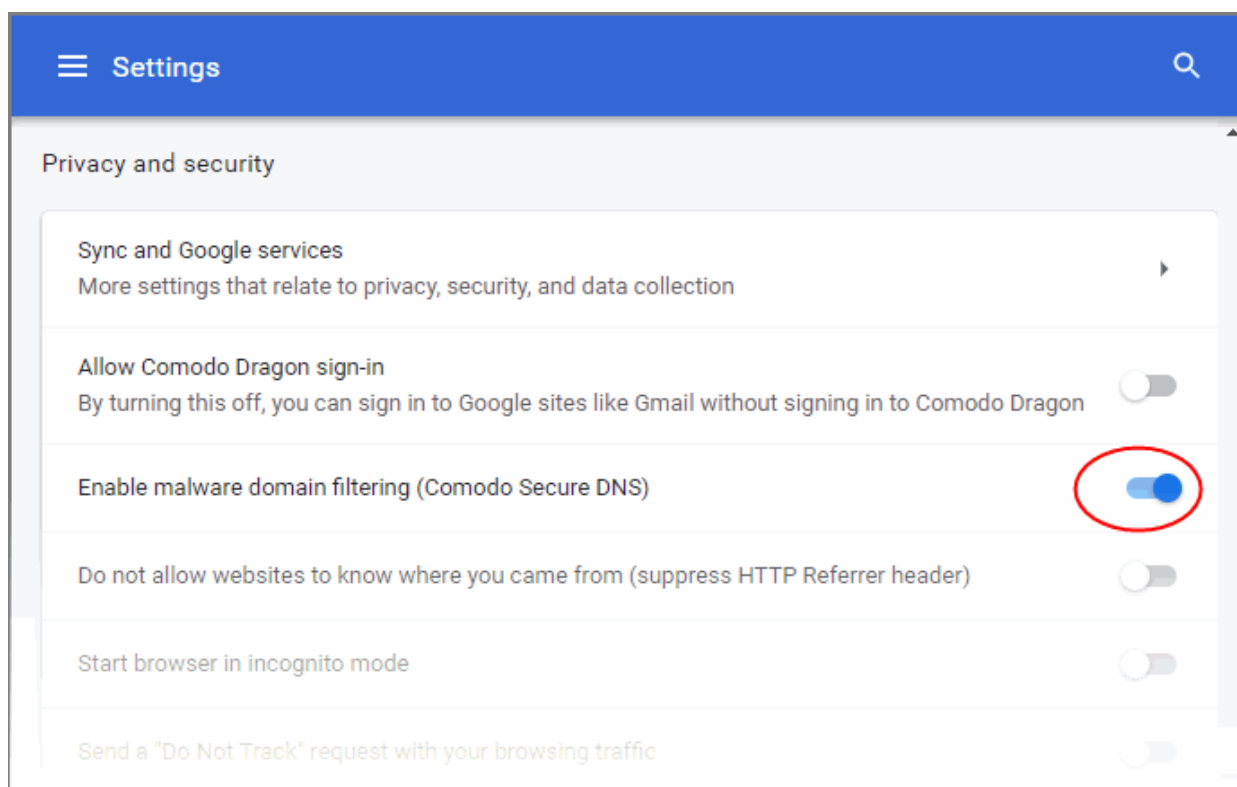 Settings
Privacy and security
Sync and Google services
More settings that relate to privacy, security, and data collection
Allow Comodo Dragon sign-in
By turning this off, you can sign in to Google sites like Gmail without signing in to Comodo Dragon
Enable malware domain filtering (Comodo Secure DNS)
Do not allow websites to know where you came from (suppress HTTP Referrer header)
Start browser in incognito mode
Send a "Do Not Track" request with your browsing traffic